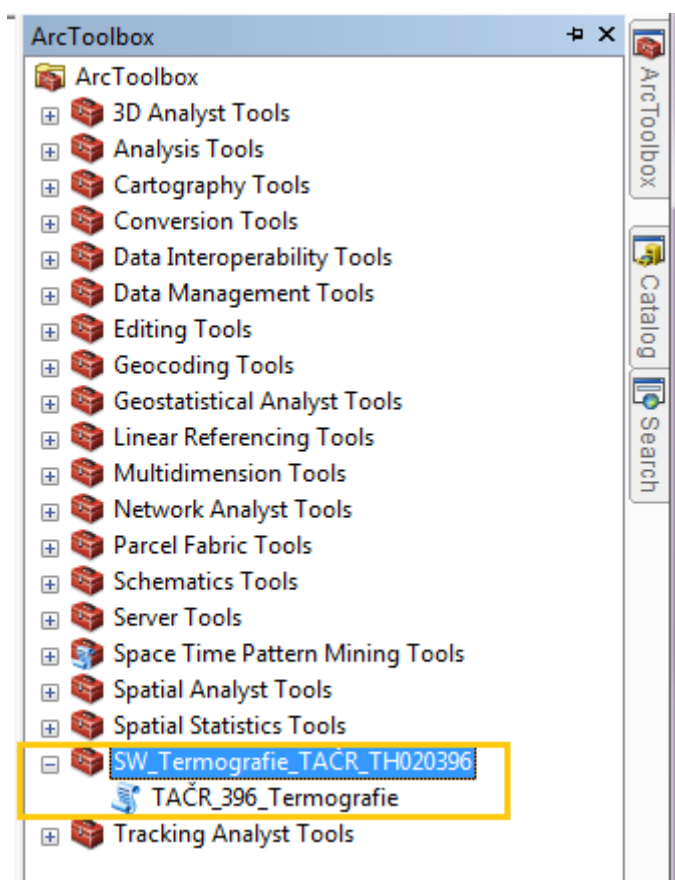 ArcToolbox
ArcToolbox
3D Analyst Tools
Analysis Tools
Cartography Tools
Conversion Tools
Data Interoperability Tools
Data Management Tools
Editing Tools
Geocoding Tools
Geostatistical Analyst Tools
Linear Referencing Tools
Multidimension Tools
Network Analyst Tools
Parcel Fabric Tools
Schematics Tools
Server Tools
Space Time Pattern Mining Tools
Spatial Analyst Tools
Spatial Statistics Tools
SW_Termografie_TAČR_TH020396
TAČR_396_Termografie
Tracking Analyst Tools
ArcToolbox
Catalog
Search